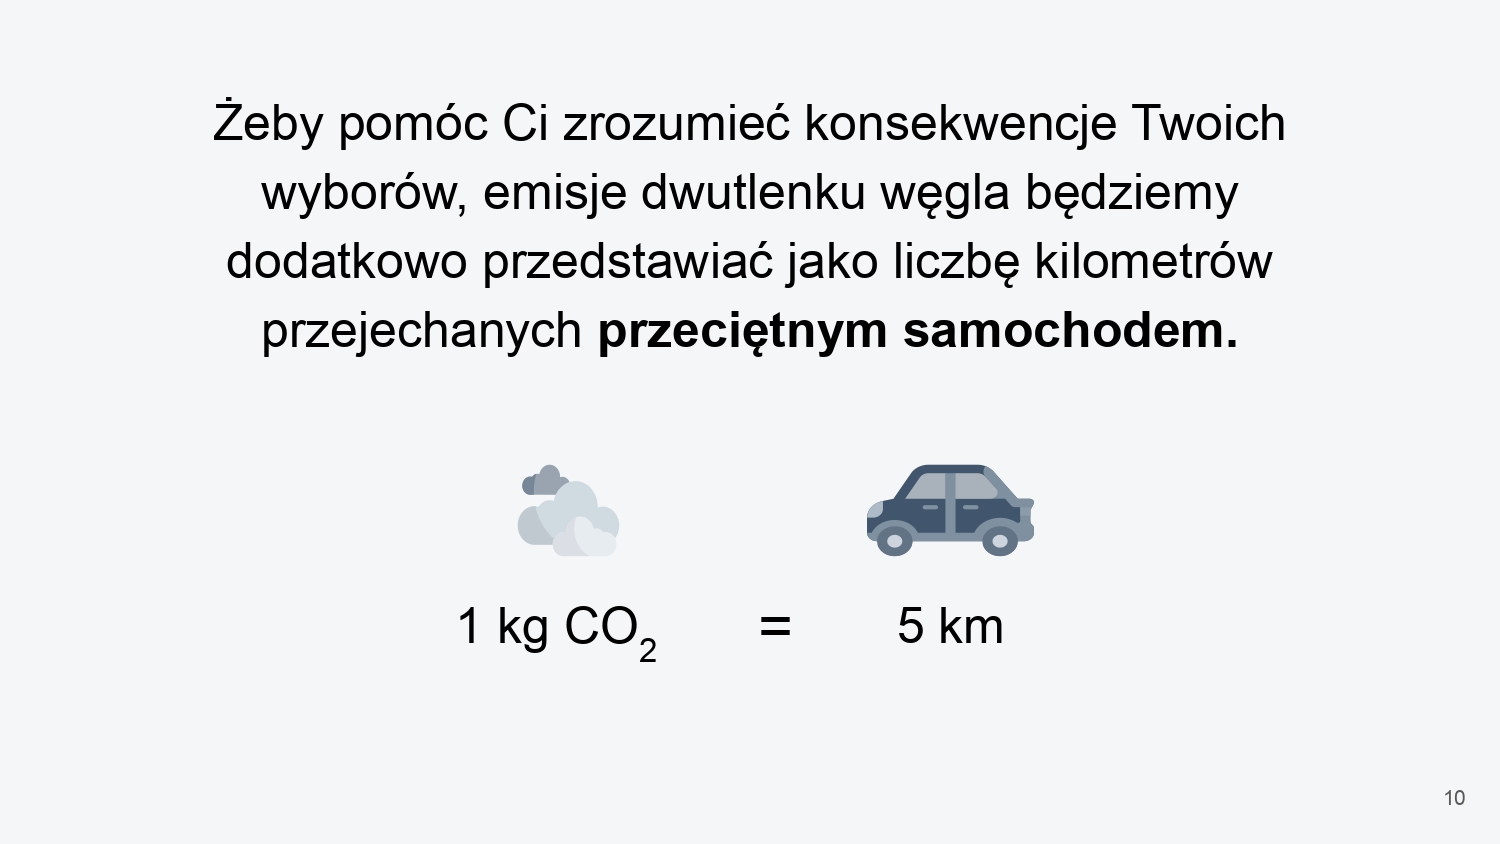 Żeby pomóc Ci zrozumieć konsekwencje Twoich
wyborów, emisje dwutlenku węgla będziemy
dodatkowo przedstawiać jako liczbę kilometrów
przejechanych przeciętnym samochodem.
1 kg CO₂ = 5 km
10